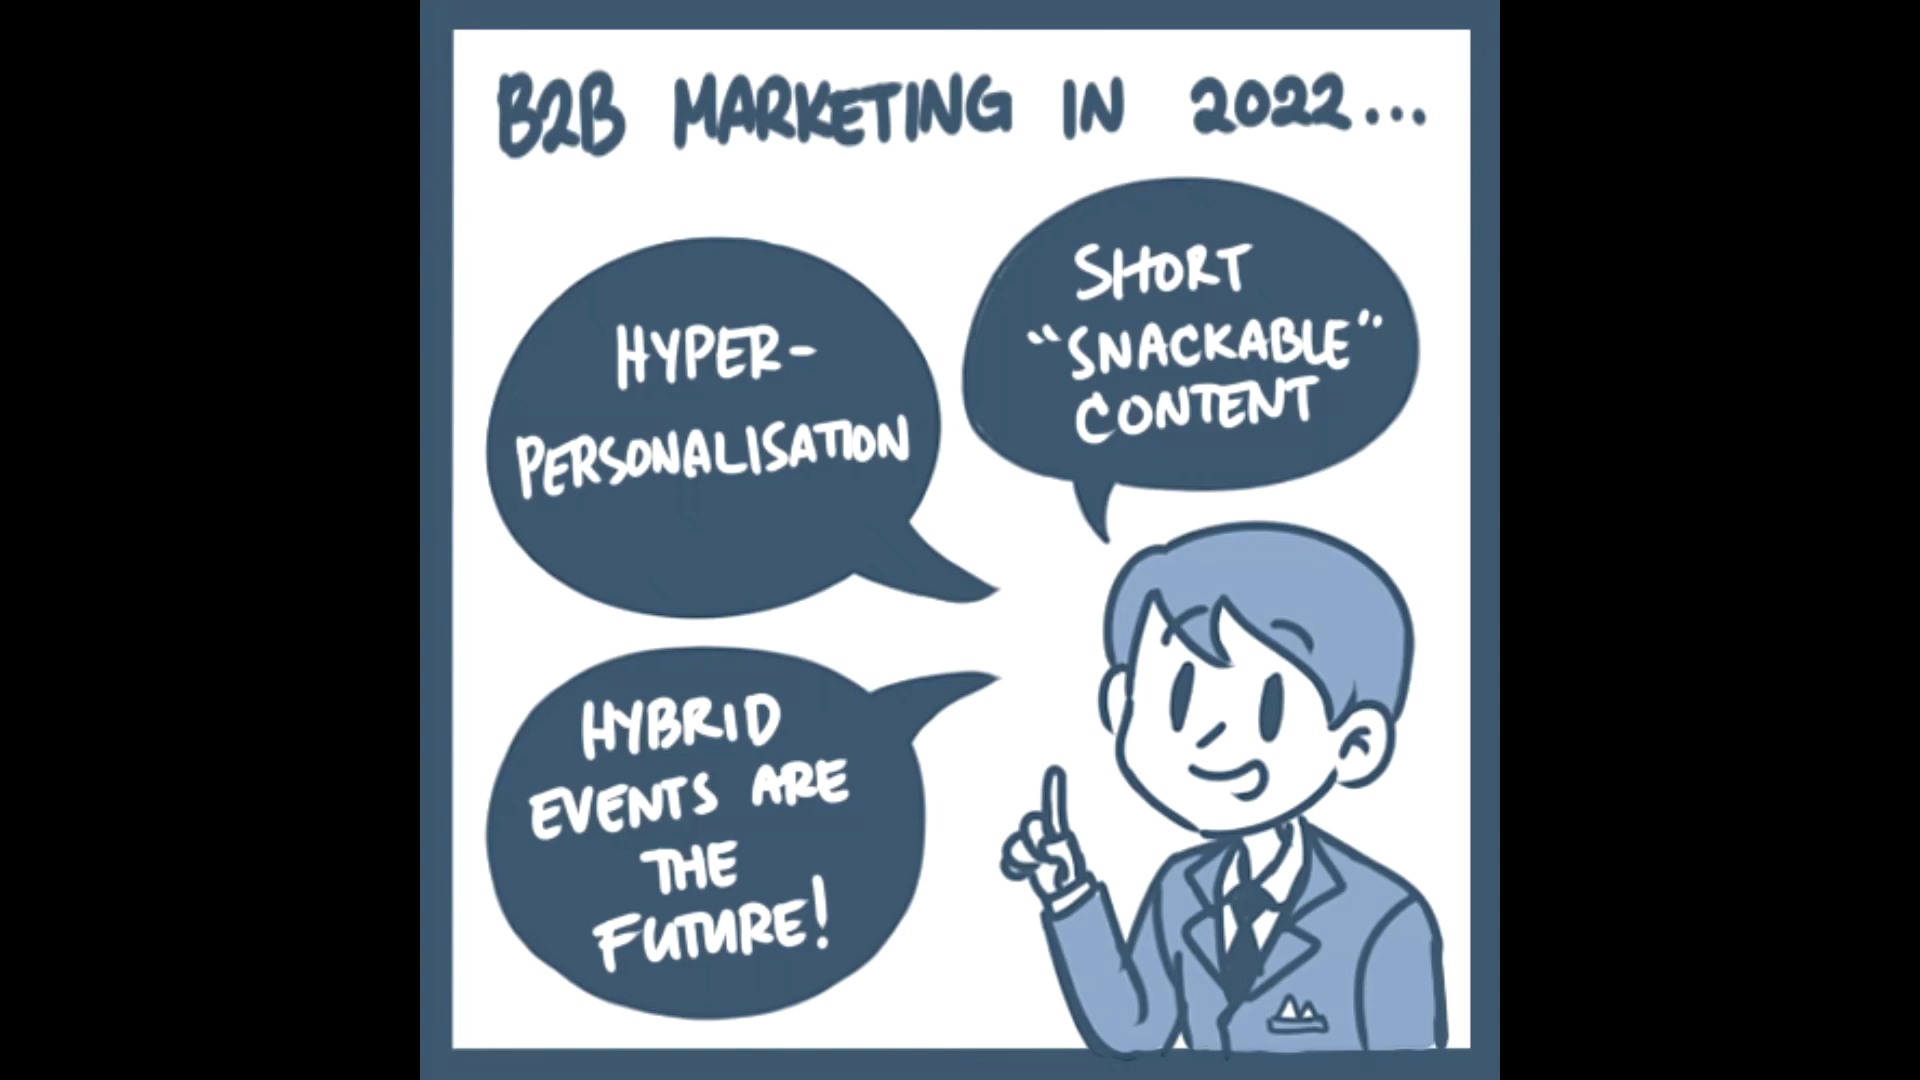 B2B MARKETING IN 2022...
HYPER-
PERSONALISATION
SHORT
“SNACKABLE”
CONTENT
HYBRID
EVENTS ARE
THE
FUTURE!